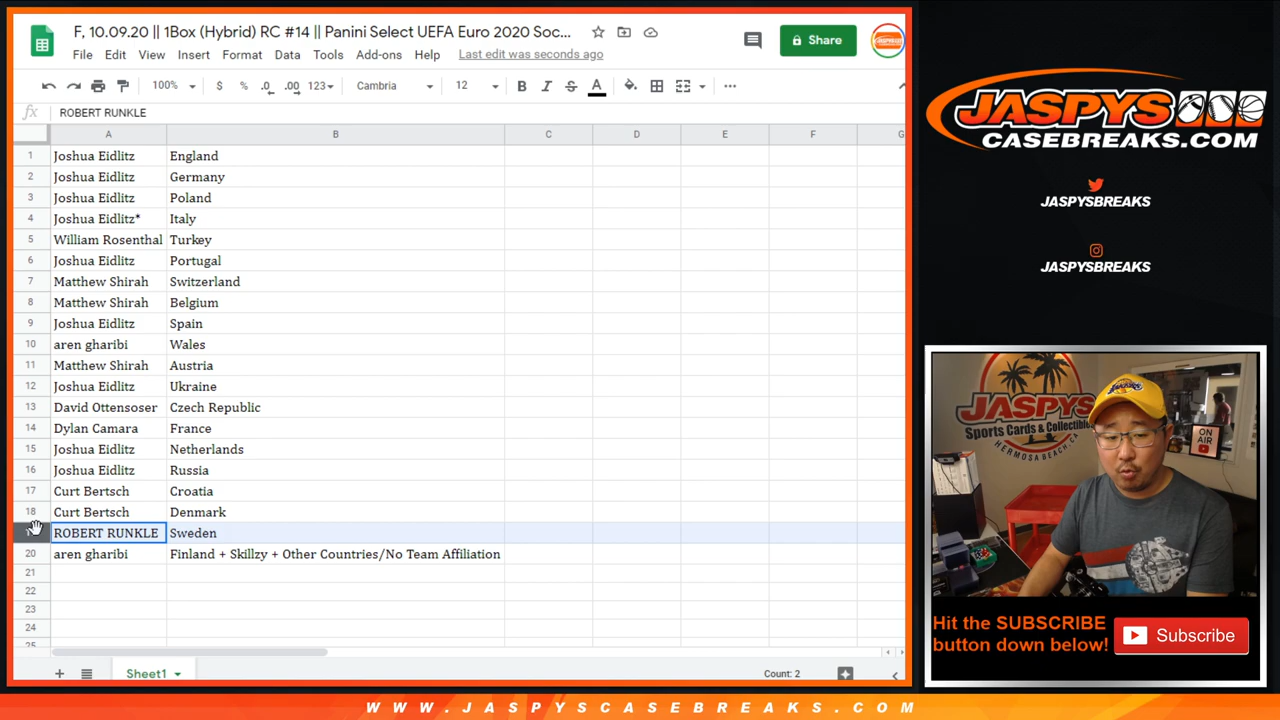 F, 10.09.20 || 1Box (Hybrid) RC #14 || Panini Select UEFA Euro 2020 Soc...
File Edit View Insert Format Data Tools Add-ons Help Last edit was seconds ago
Share
100% $ % .0 .00 123 Cambria 12 B I S A
fx ROBERT RUNKLE
A B C D E F G
1 Joshua Eidlitz England
2 Joshua Eidlitz Germany
3 Joshua Eidlitz Poland
4 Joshua Eidlitz* Italy
5 William Rosenthal Turkey
6 Joshua Eidlitz Portugal
7 Matthew Shirah Switzerland
8 Matthew Shirah Belgium
9 Joshua Eidlitz Spain
10 aren gharibi Wales
11 Matthew Shirah Austria
12 Joshua Eidlitz Ukraine
13 David Ottensoser Czech Republic
14 Dylan Camara France
15 Joshua Eidlitz Netherlands
16 Joshua Eidlitz Russia
17 Curt Bertsch Croatia
18 Curt Bertsch Denmark
ROBERT RUNKLE Sweden
20 aren gharibi Finland + Skillzy + Other Countries/No Team Affiliation
21
22
23
24
25
Sheet1 Count: 2
JASPYS
CASEBREAKS.COM
JASPYSBREAKS
JASPYSBREAKS
JASPYS
Sports Cards & Collectibles
HERMOSA BEACH, CA
ON
AIR
Hit the SUBSCRIBE
button down below!
Subscribe
WWW.JASPYSCASEBREAKS.COM